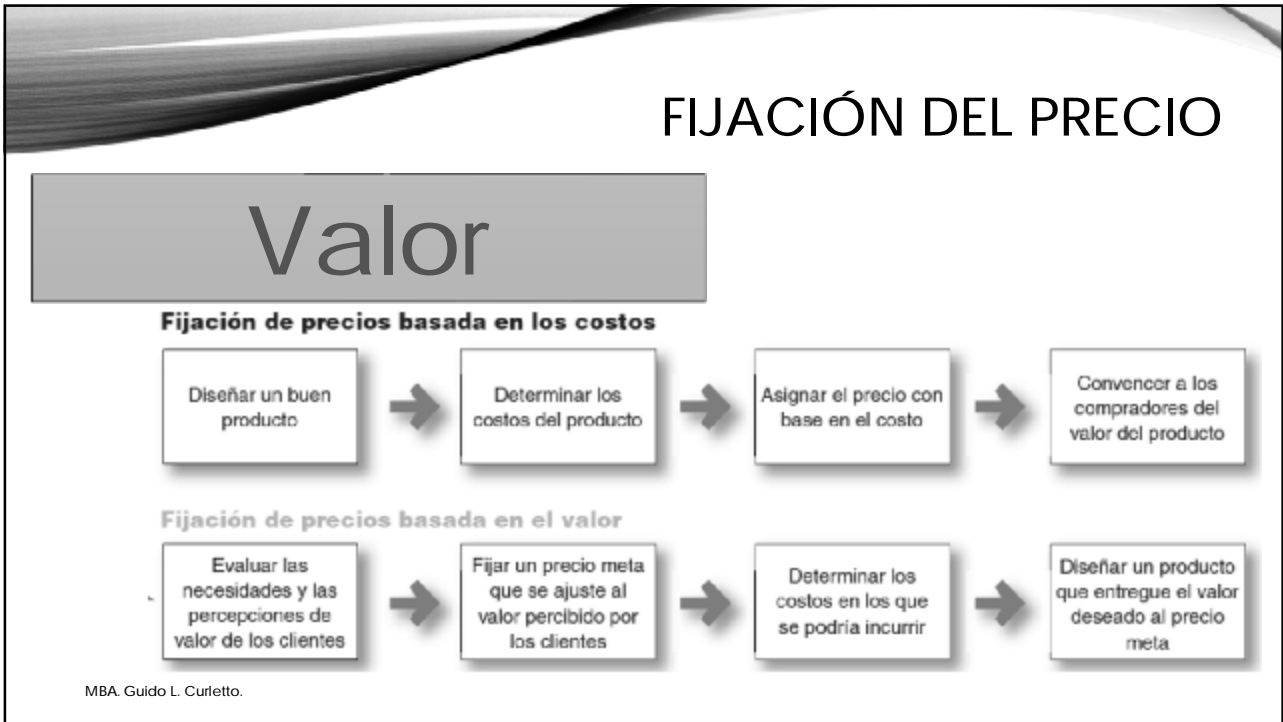 FIJACIÓN DEL PRECIO
Valor
Fijación de precios basada en los costos
Diseñar un buen
producto
Determinar los
costos del producto
Asignar el precio con
base en el costo
Convencer a los
compradores del
valor del producto
Fijación de precios basada en el valor
Evaluar las
necesidades y las
percepciones de
valor de los clientes
Fijar un precio meta
que se ajuste al
valor percibido por
los clientes
Determinar los
costos en los que
se podría incurrir
Diseñar un producto
que entregue el valor
deseado al precio
meta
MBA. Guido L. Curletto.